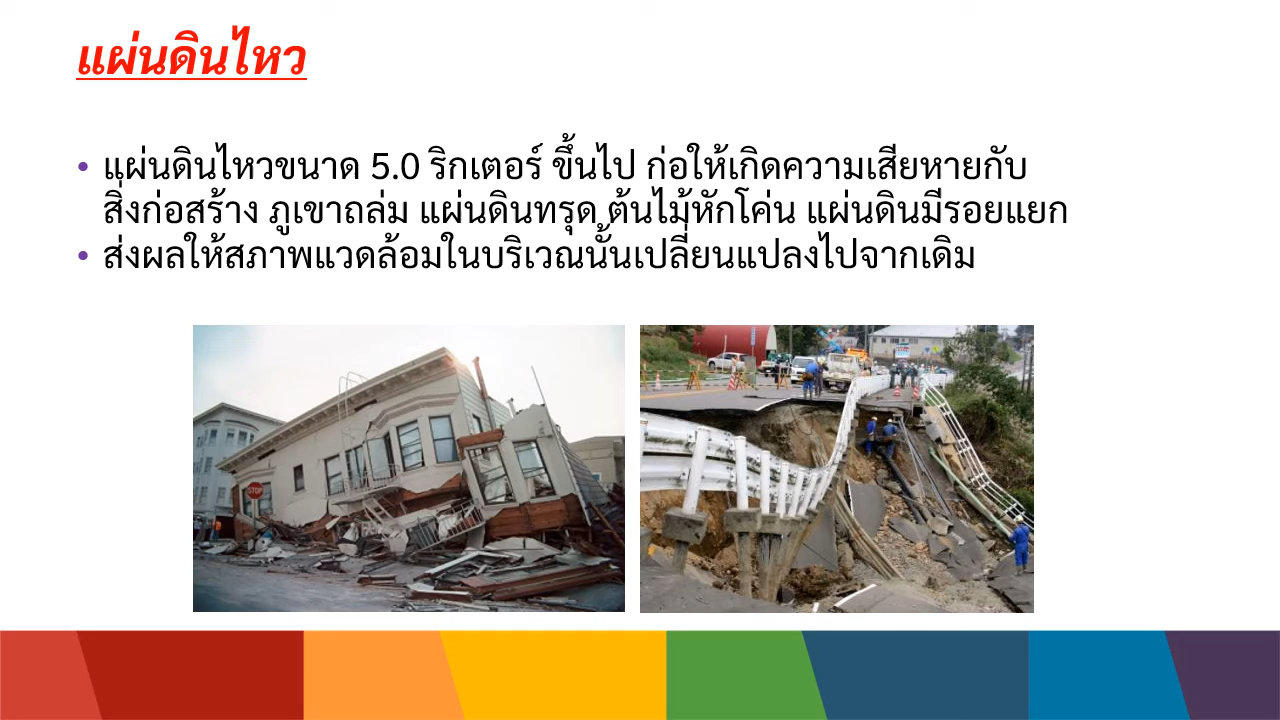 แผ่นดินไหว
• แผ่นดินไหวขนาด 5.0 ริกเตอร์ ขึ้นไป ก่อให้เกิดความเสียหายกับ
สิ่งก่อสร้าง ภูเขาถล่ม แผ่นดินทรุด ต้นไม้หักโค่น แผ่นดินมีรอยแยก
• ส่งผลให้สภาพแวดล้อมในบริเวณนั้นเปลี่ยนแปลงไปจากเดิม
STOP